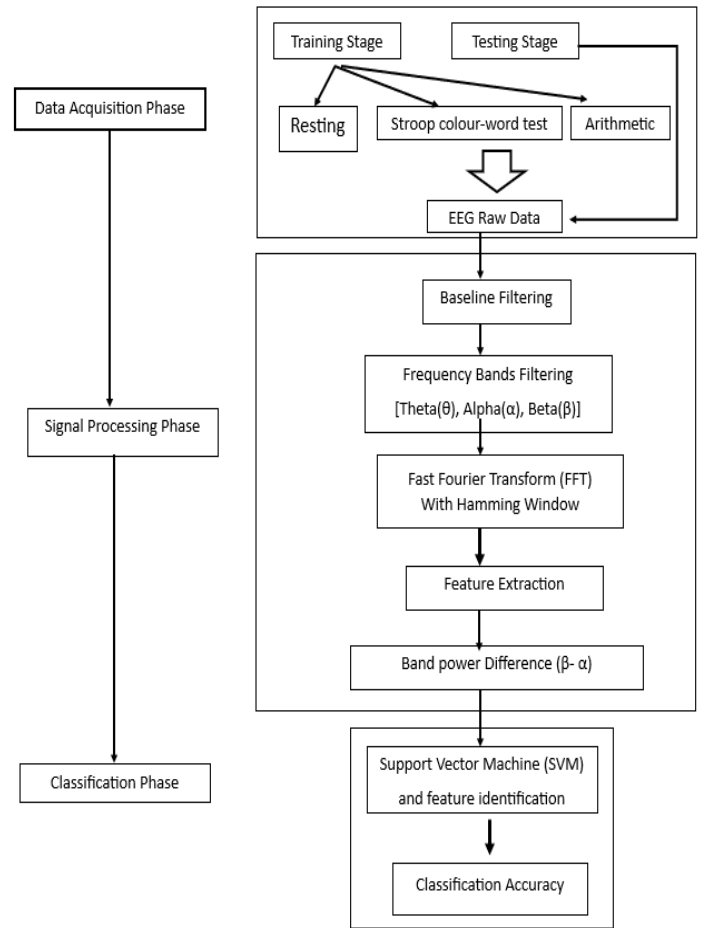 Training Stage
Testing Stage
Data Acquisition Phase
Resting
Stroop colour-word test
Arithmetic
EEG Raw Data
Baseline Filtering
Frequency Bands Filtering
[Theta(θ), Alpha(α), Beta(β)]
Signal Processing Phase
Fast Fourier Transform (FFT)
With Hamming Window
Feature Extraction
Band power Difference (β- α)
Support Vector Machine (SVM)
and feature identification
Classification Phase
Classification Accuracy